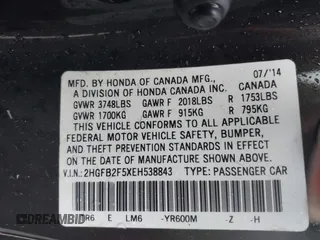 MFD. BY HONDA OF CANADA MFG., 07/'14
A DIVISION OF HONDA CANADA INC. CANADA
GVWR 3748LBS GAWR F 2018LBS R 1753LBS
GVWR 1700KG GAWR F 915KG R 795KG
THIS VEHICLE CONFORMS TO ALL APPLICABLE
FEDERAL MOTOR VEHICLE SAFETY, BUMPER,
AND THEFT PREVENTION STANDARDS IN EFFECT
ON THE DATE OF MANUFACTURE SHOWN ABOVE.
V.I.N.: 2HGFB2F5XEH538843 TYPE: PASSENGER CAR
R6 E LM6 -YR600M -Z -H
DREAMBID